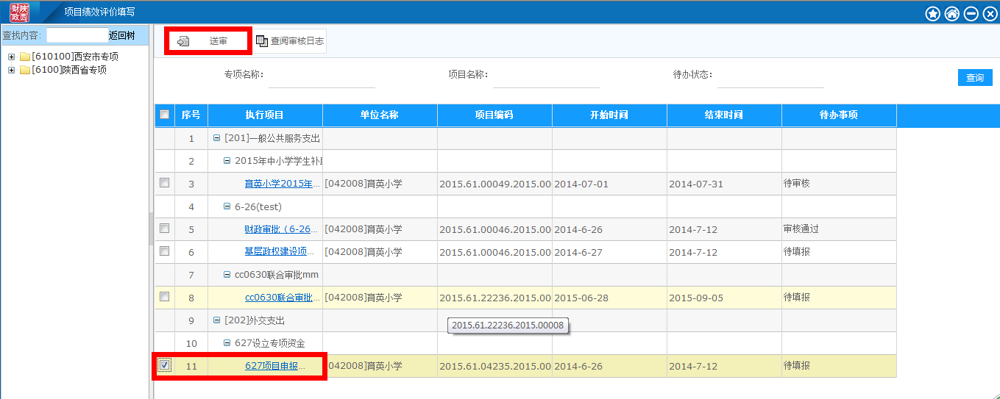 财陕政西
项目绩效评价填写
查找内容: 返回树
[610100]西安市专项
[6100]陕西省专项
送审 查阅审核日志
专项名称: 项目名称: 待办状态: 查询
序号 执行项目 单位名称 项目编码 开始时间 结束时间 待办事项
1 [201]一般公共服务支出
2 2015年中小学学生补
3 育英小学2015年... [042008]育英小学 2015.61.00049.2015.00 2014-07-01 2014-07-31 待审核
4 6-26(test)
5 财政审批（6-26... [042008]育英小学 2015.61.00046.2015.00 2014-6-26 2014-7-12 审核通过
6 基层政权建设项... [042008]育英小学 2015.61.00046.2015.00 2014-6-27 2014-7-12 待填报
7 cc0630联合审批mm
8 cc0630联合审批... [042008]育英小学 2015.61.22236.2015.00 2015-06-28 2015-09-05 待填报
9 [202]外交支出
2015.61.22236.2015.00008
10 627设立专项资金
11 627项目申报... 042008]育英小学 2015.61.04235.2015.00 2014-6-26 2014-7-12 待填报